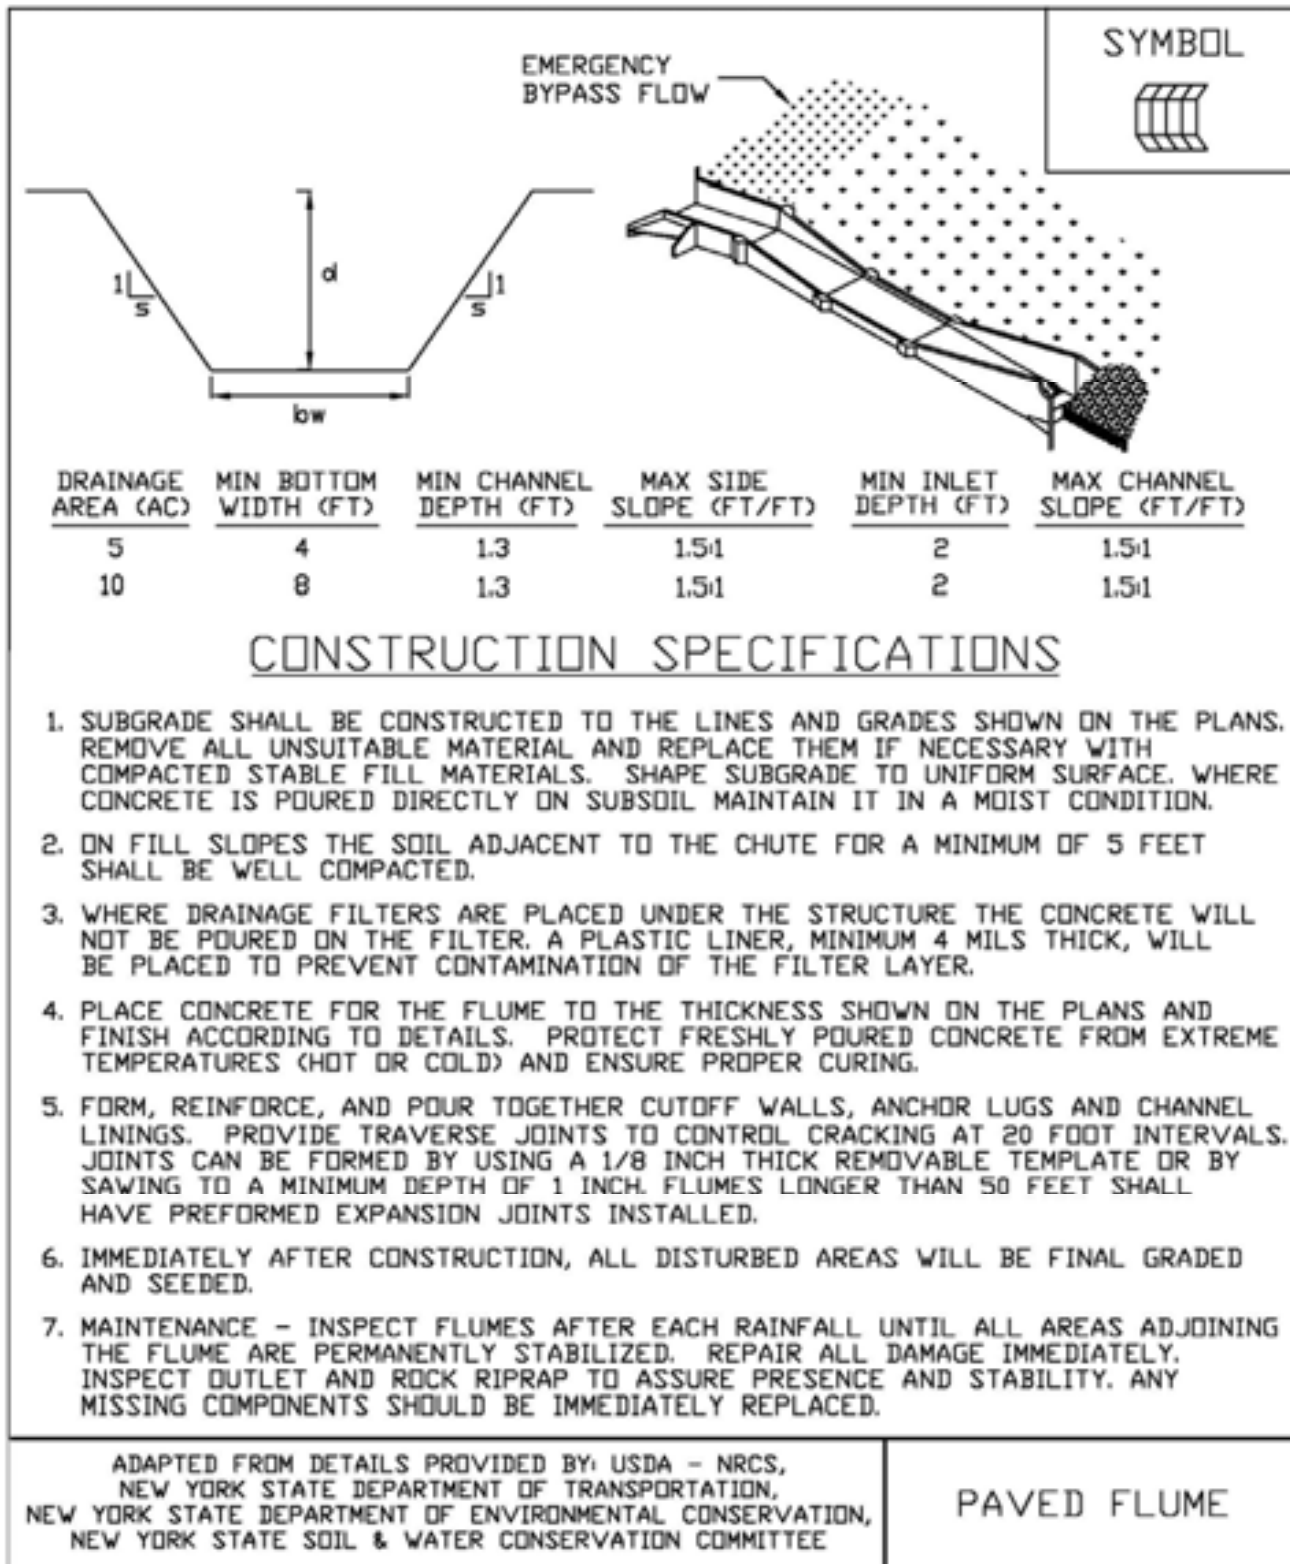 SYMBOL
EMERGENCY
BYPASS FLOW
1
s
d
1
s
bw
DRAINAGE AREA (AC) MIN BOTTOM WIDTH (FT) MIN CHANNEL DEPTH (FT) MAX SIDE SLOPE (FT/FT) MIN INLET DEPTH (FT) MAX CHANNEL SLOPE (FT/FT)
5 4 1.3 1.5:1 2 1.5:1
10 8 1.3 1.5:1 2 1.5:1
CONSTRUCTION SPECIFICATIONS
1. SUBGRADE SHALL BE CONSTRUCTED TO THE LINES AND GRADES SHOWN ON THE PLANS.
REMOVE ALL UNSUITABLE MATERIAL AND REPLACE THEM IF NECESSARY WITH
COMPACTED STABLE FILL MATERIALS. SHAPE SUBGRADE TO UNIFORM SURFACE. WHERE
CONCRETE IS POURED DIRECTLY ON SUBSOIL MAINTAIN IT IN A MOIST CONDITION.
2. ON FILL SLOPES THE SOIL ADJACENT TO THE CHUTE FOR A MINIMUM OF 5 FEET
SHALL BE WELL COMPACTED.
3. WHERE DRAINAGE FILTERS ARE PLACED UNDER THE STRUCTURE THE CONCRETE WILL
NOT BE POURED ON THE FILTER. A PLASTIC LINER, MINIMUM 4 MILS THICK, WILL
BE PLACED TO PREVENT CONTAMINATION OF THE FILTER LAYER.
4. PLACE CONCRETE FOR THE FLUME TO THE THICKNESS SHOWN ON THE PLANS AND
FINISH ACCORDING TO DETAILS. PROTECT FRESHLY POURED CONCRETE FROM EXTREME
TEMPERATURES (HOT OR COLD) AND ENSURE PROPER CURING.
5. FORM, REINFORCE, AND POUR TOGETHER CUTOFF WALLS, ANCHOR LUGS AND CHANNEL
LININGS. PROVIDE TRAVERSE JOINTS TO CONTROL CRACKING AT 20 FOOT INTERVALS.
JOINTS CAN BE FORMED BY USING A 1/8 INCH THICK REMOVABLE TEMPLATE OR BY
SAWING TO A MINIMUM DEPTH OF 1 INCH. FLUMES LONGER THAN 50 FEET SHALL
HAVE PREFORMED EXPANSION JOINTS INSTALLED.
6. IMMEDIATELY AFTER CONSTRUCTION, ALL DISTURBED AREAS WILL BE FINAL GRADED
AND SEEDED.
7. MAINTENANCE - INSPECT FLUMES AFTER EACH RAINFALL UNTIL ALL AREAS ADJOINING
THE FLUME ARE PERMANENTLY STABILIZED. REPAIR ALL DAMAGE IMMEDIATELY.
INSPECT OUTLET AND ROCK RIPRAP TO ASSURE PRESENCE AND STABILITY. ANY
MISSING COMPONENTS SHOULD BE IMMEDIATELY REPLACED.
ADAPTED FROM DETAILS PROVIDED BY: USDA - NRCS,
NEW YORK STATE DEPARTMENT OF TRANSPORTATION,
NEW YORK STATE DEPARTMENT OF ENVIRONMENTAL CONSERVATION,
NEW YORK STATE SOIL & WATER CONSERVATION COMMITTEE
PAVED FLUME